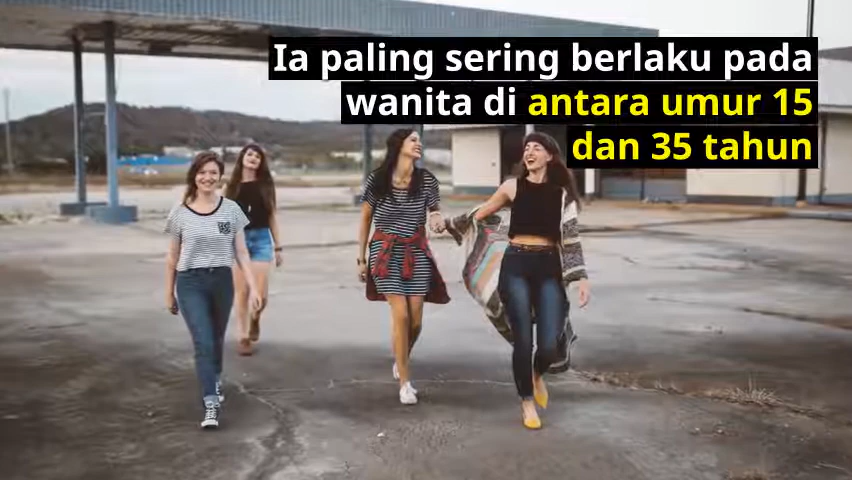 Ia paling sering berlaku pada
wanita di antara umur 15
dan 35 tahun